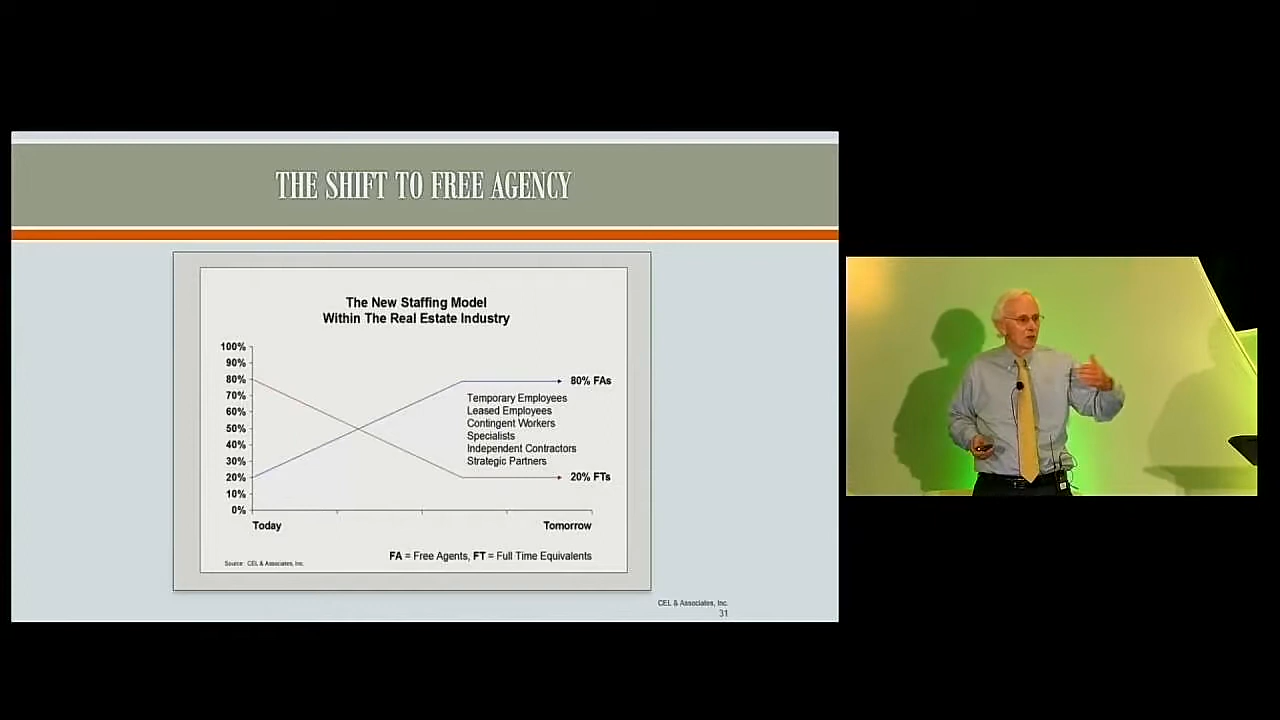 THE SHIFT TO FREE AGENCY
The New Staffing Model
Within The Real Estate Industry
100%
90%
80%
70%
60%
50%
40%
30%
20%
10%
0%
80% FAs
Temporary Employees
Leased Employees
Contingent Workers
Specialists
Independent Contractors
Strategic Partners
20% FTs
Today
Tomorrow
FA = Free Agents, FT = Full Time Equivalents
Source: CEL & Associates, Inc.
CEL & Associates, Inc.
31